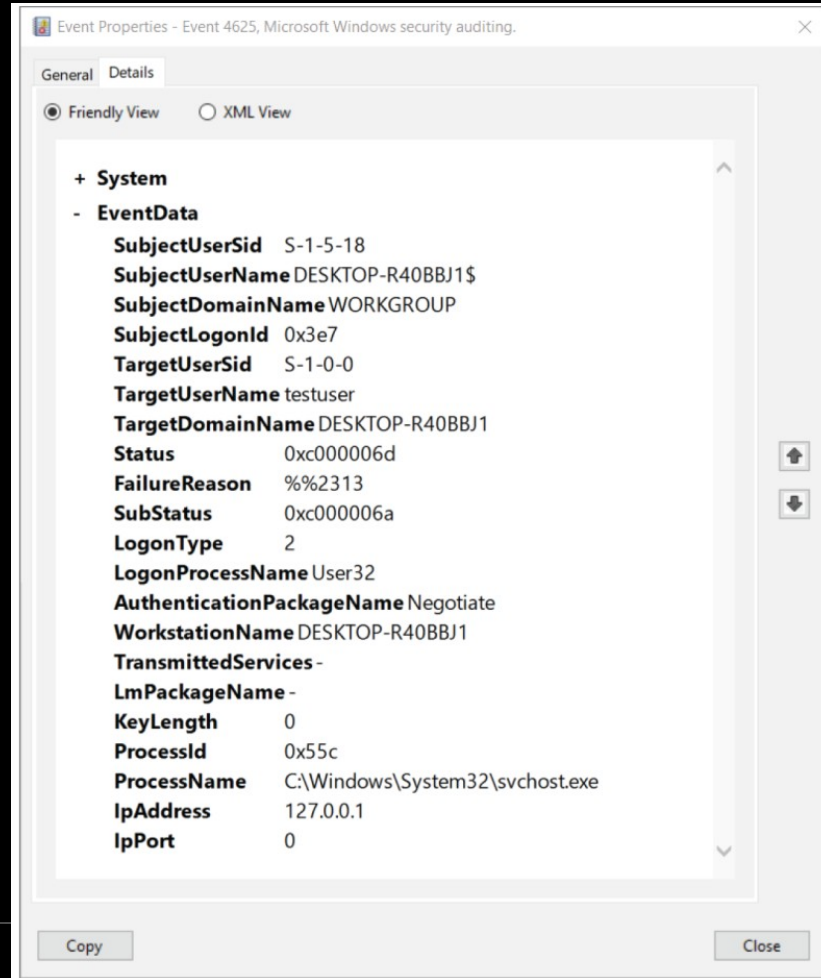 Event Properties - Event 4625, Microsoft Windows security auditing.
General Details
Friendly View XML View
+ System
- EventData
SubjectUserSid S-1-5-18
SubjectUserName DESKTOP-R40BBJ1$
SubjectDomainName WORKGROUP
SubjectLogonId 0x3e7
TargetUserSid S-1-0-0
TargetUserName testuser
TargetDomainName DESKTOP-R40BBJ1
Status 0xc000006d
FailureReason %%2313
SubStatus 0xc000006a
LogonType 2
LogonProcessName User32
AuthenticationPackageName Negotiate
WorkstationName DESKTOP-R40BBJ1
TransmittedServices -
LmPackageName -
KeyLength 0
ProcessId 0x55c
ProcessName C:\Windows\System32\svchost.exe
IpAddress 127.0.0.1
IpPort 0
Copy Close